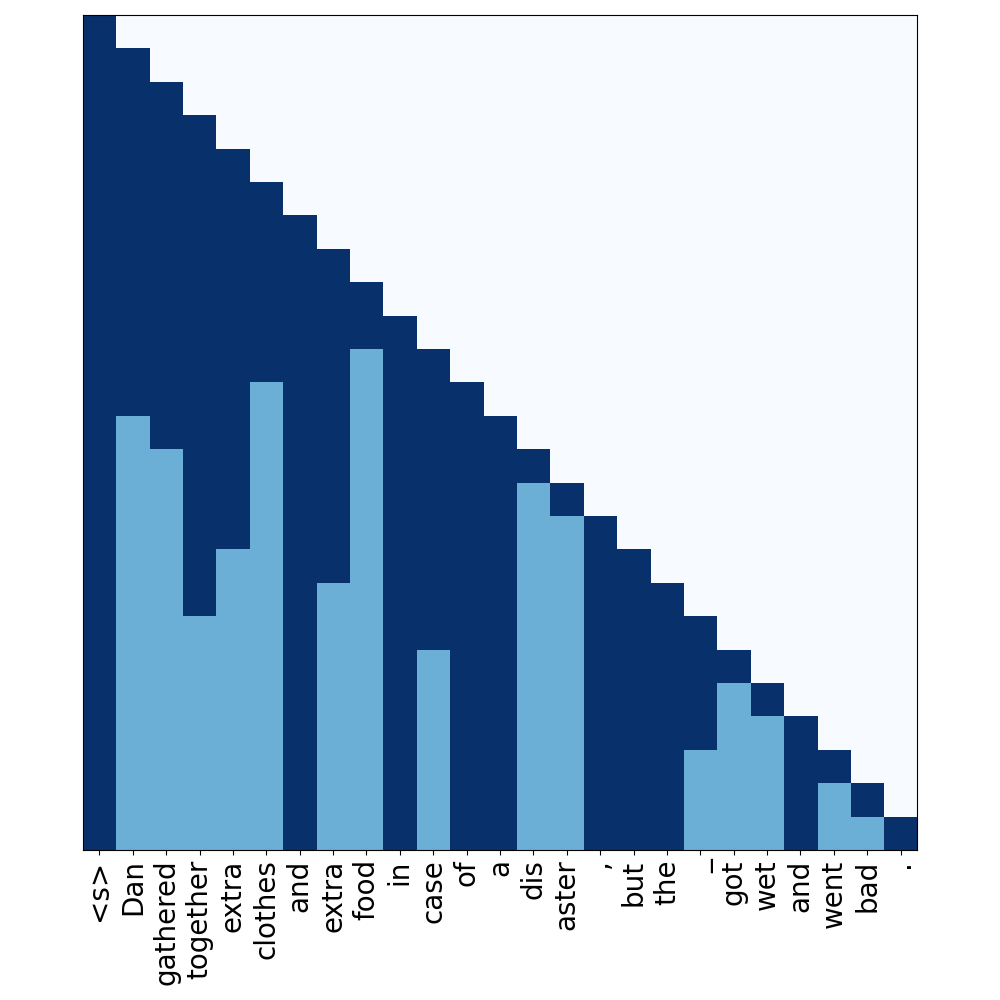 <s> Dan gathered together extra clothes and extra food in case of a dis aster , but the _ got wet and went bad .